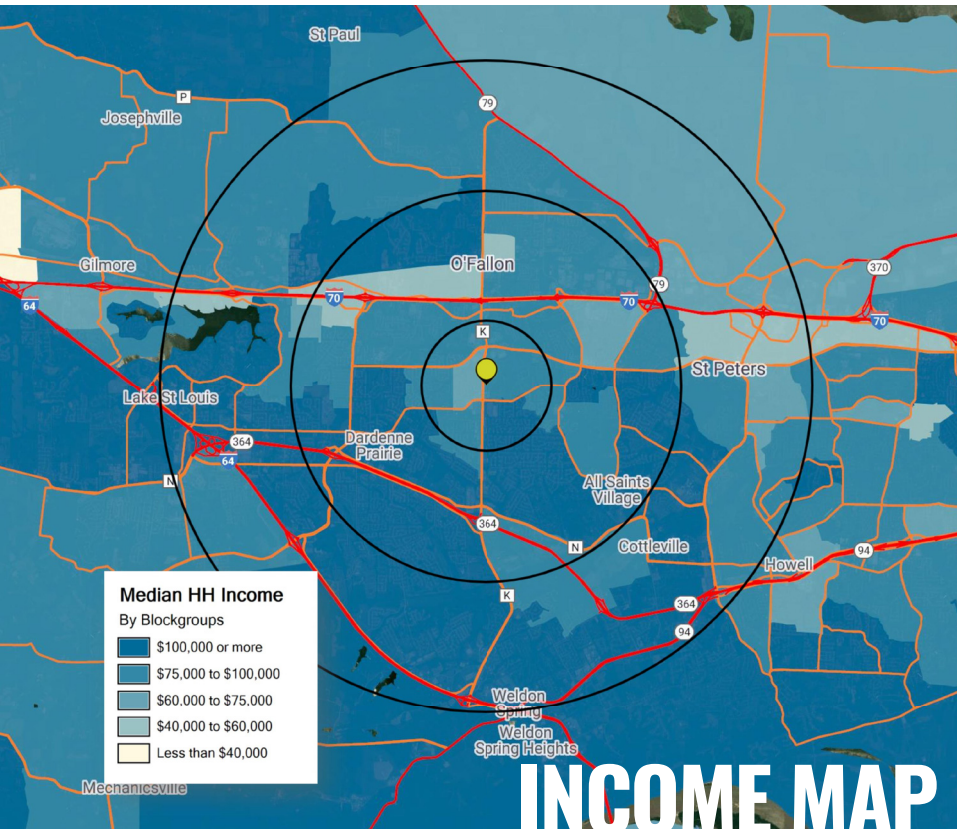 St Paul
79
P
Josephville
O'Fallon
Gilmore
370
79
70
70
64
70
K
St Peters
Lake St Louis
364
Dardenne
Prairie
64
N
All Saints
Village
364
N
Cottleville
94
Howell
K
364
94
Median HH Income
By Blockgroups
$100,000 or more
$75,000 to $100,000
$60,000 to $75.000
$40,000 to $60,000
Less than $40,000
Weldon
Spring
Weldon
Spring Heights
Mechanicsville
INCOME MAP